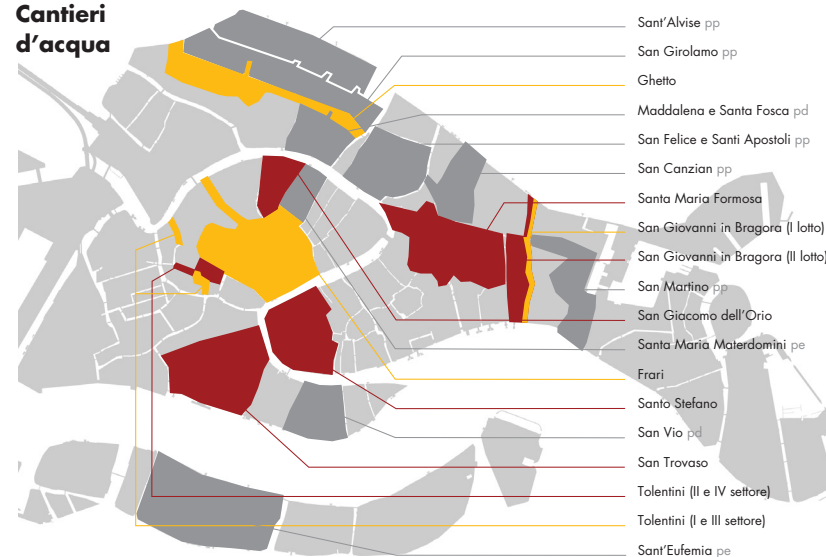 Cantieri
d'acqua
Sant'Alvise pp
San Girolamo pp
Ghetto
Maddalena e Santa Fosca pd
San Felice e Santi Apostoli pp
San Canzian pp
Santa Maria Formosa
San Giovanni in Bragora (I lotto)
San Giovanni in Bragora (II lotto)
San Martino pp
San Giacomo dell'Orio
Santa Maria Materdomini pe
Frari
Santo Stefano
San Vio pd
San Trovaso
Tolentini (II e IV settore)
Tolentini (I e III settore)
Sant'Eufemia pe